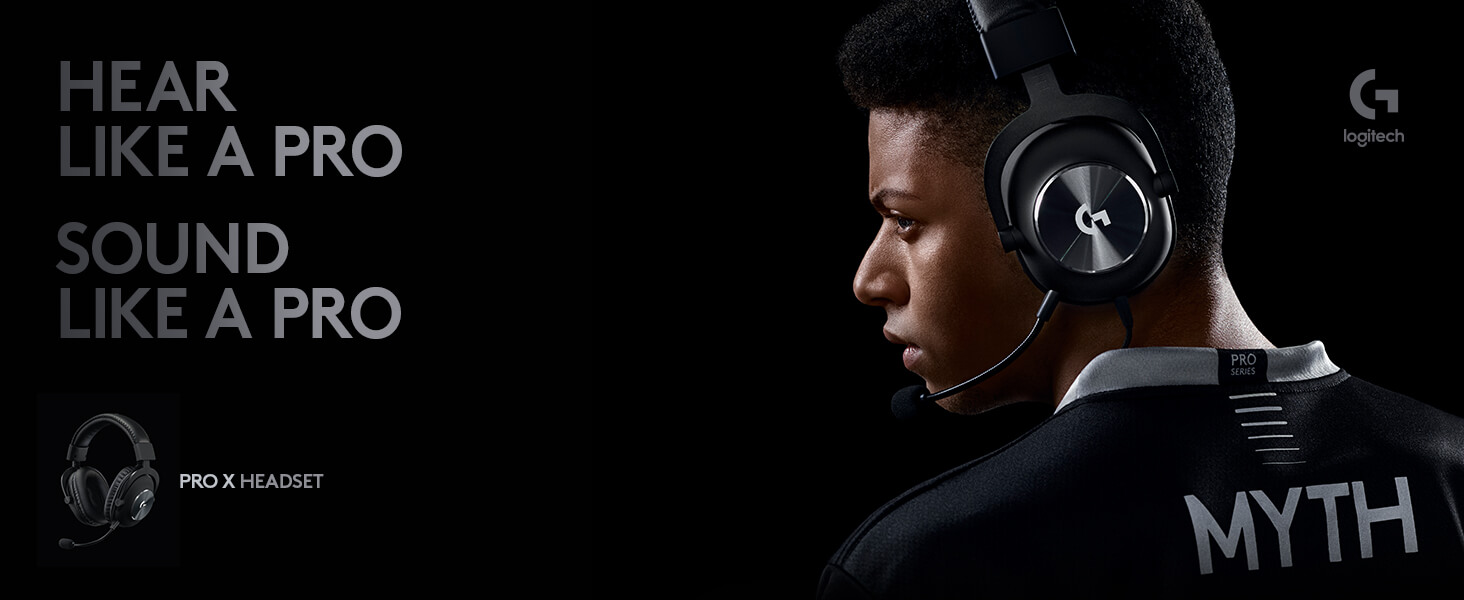 HEAR
LIKE A PRO
SOUND
LIKE A PRO
PRO X HEADSET
logitech
PRO
SERIES
MYTH